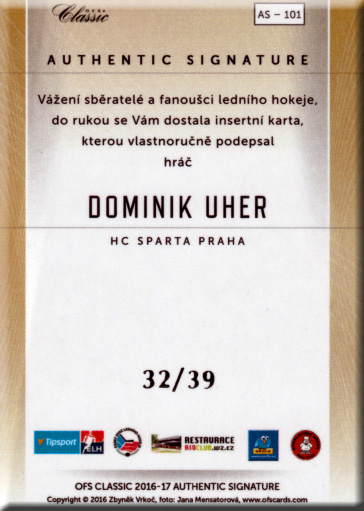 OFS
Classic
AS – 101
AUTHENTIC SIGNATURE
Vážení sběratelé a fanoušci ledního hokeje,
do rukou se Vám dostala insertní karta,
kterou vlastnoručně podepsal
hráč
DOMINIK UHER
HC SPARTA PRAHA
32/39
Tipsport ELH
RESTAURACE
OFS CLASSIC 2016-17 AUTHENTIC SIGNATURE
Copyright © 2016 Zbyněk Vrkoč, foto: Jana Mensatorová, www.ofscards.com